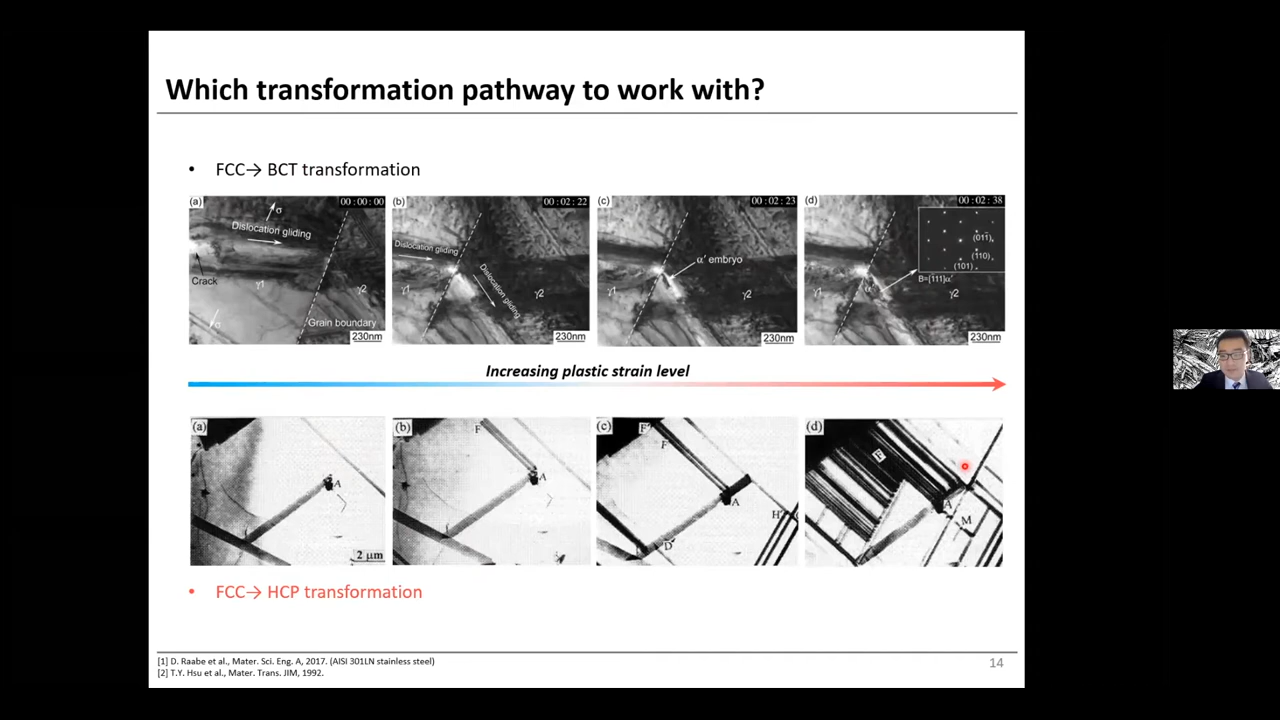 Which transformation pathway to work with?
• FCC→ BCT transformation
(a)
00:00:00
σ
Dislocation gliding
Crack
γ1
γ2
σ
Grain boundary
230nm
(b)
00:02:22
Dislocation gliding
Dislocation gliding
γ1
γ2
230nm
(c)
00:02:23
α' embryo
γ1
γ2
230nm
(d)
00:02:38
(011̄)
(110)
(101)
B=[1̄11]α'
α'
γ1
γ2
230nm
Increasing plastic strain level
(a)
A
2 μm
(b)
F
A
(c)
F'
F
A
H'
D
(d)
F
A
M
• FCC→ HCP transformation
[1] D. Raabe et al., Mater. Sci. Eng. A, 2017. (AISI 301LN stainless steel)
[2] T.Y. Hsu et al., Mater. Trans. JIM, 1992.
14